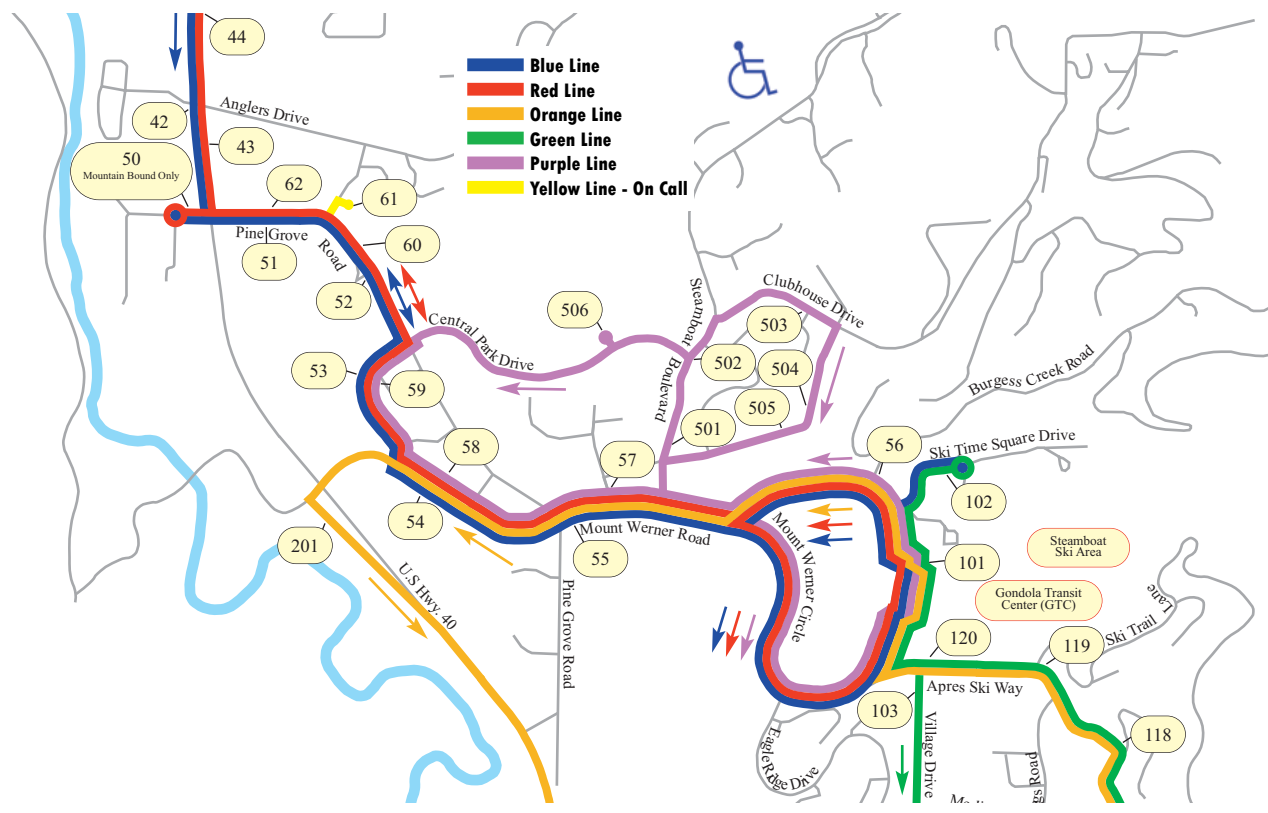 44
Blue Line
Red Line
Orange Line
Green Line
Purple Line
Yellow Line - On Call
Anglers Drive
42
43
50
Mountain Bound Only
62
61
Pine Grove
Road
51
60
52
Clubhouse Drive
Steamboat
Boulevard
506
503
Central Park Drive
502
504
53
59
505
Burgess Creek Road
501
58
56
Ski Time Square Drive
57
102
54
Mount Werner Road
Mount Werner Circle
201
55
Steamboat
Ski Area
101
U.S Hwy. 40
Gondola Transit
Center (GTC)
Lane
Ski Trail
120
119
Pine Grove Road
Apres Ski Way
103
118
Village Drive
Eagle Ridge Dive